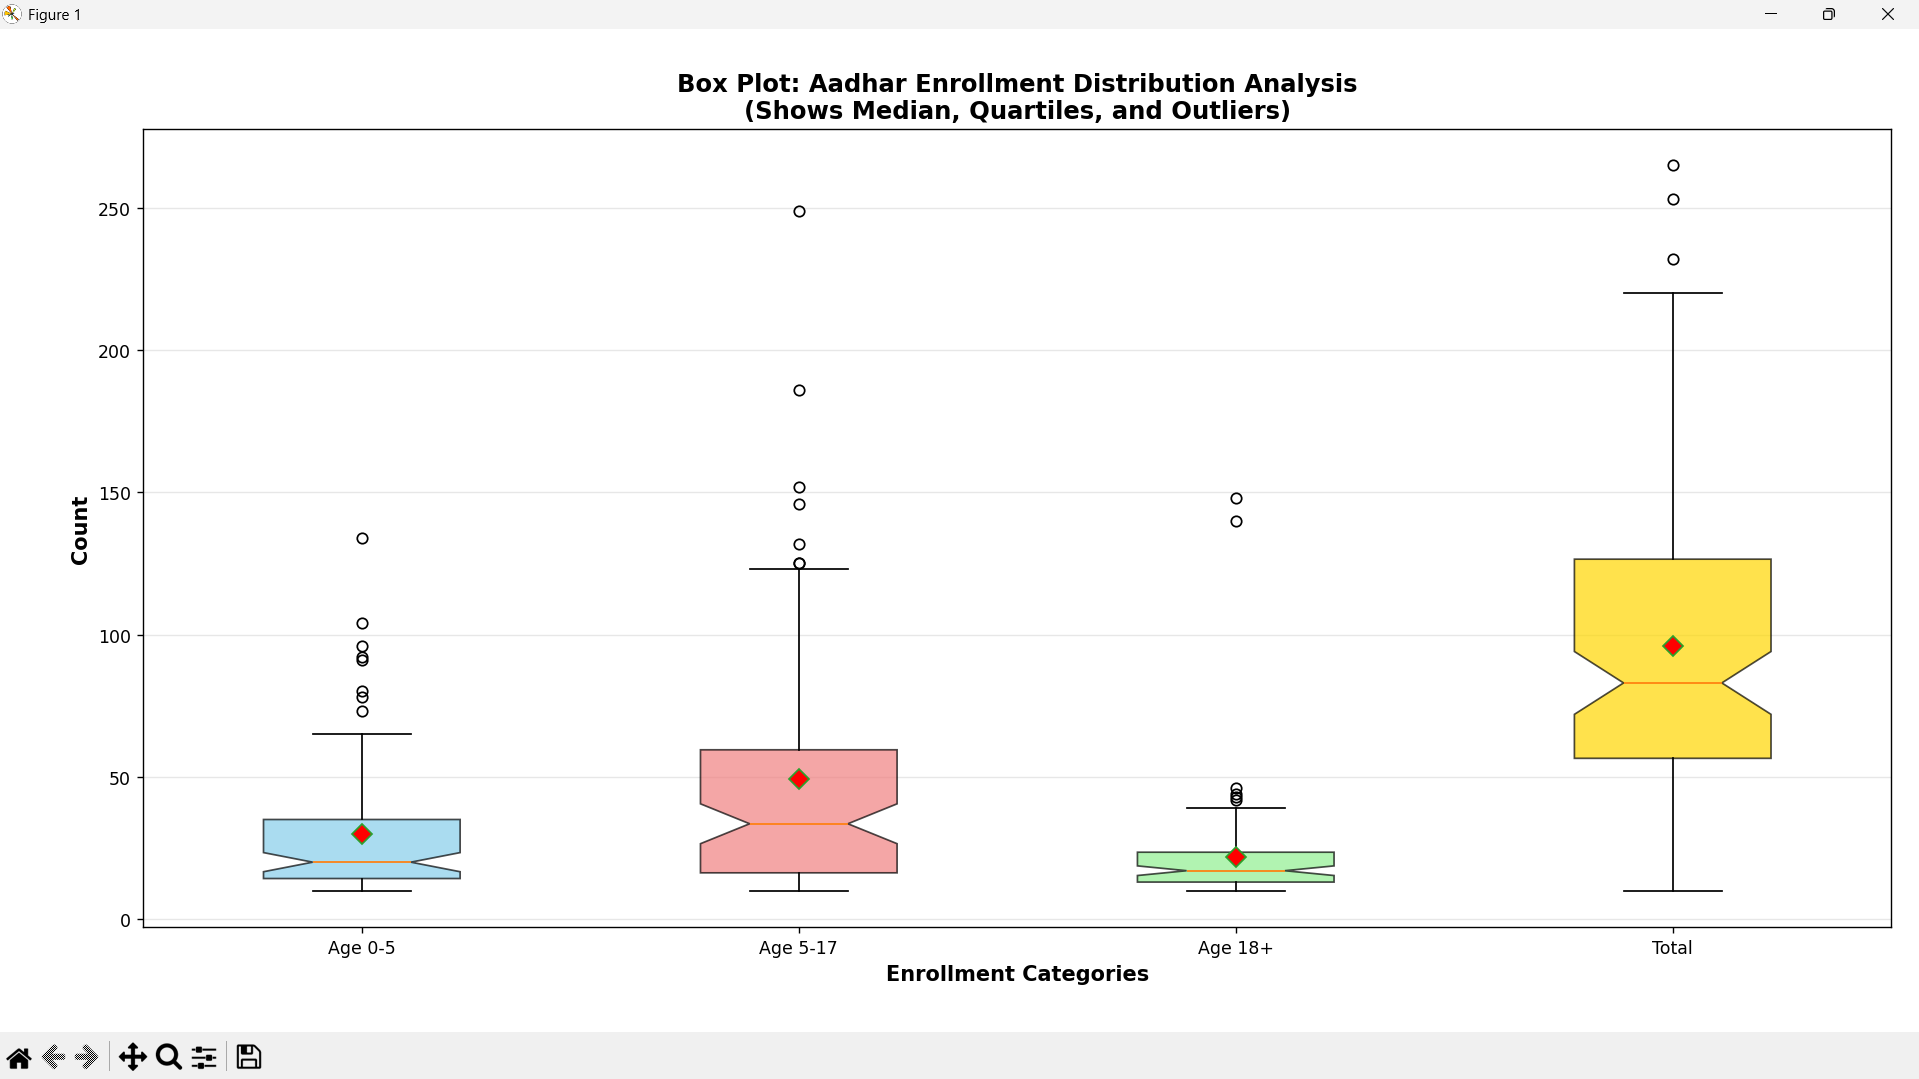 Figure 1
Box Plot: Aadhar Enrollment Distribution Analysis
(Shows Median, Quartiles, and Outliers)
250
200
150
100
50
0
Count
Age 0-5
Age 5-17
Age 18+
Total
Enrollment Categories